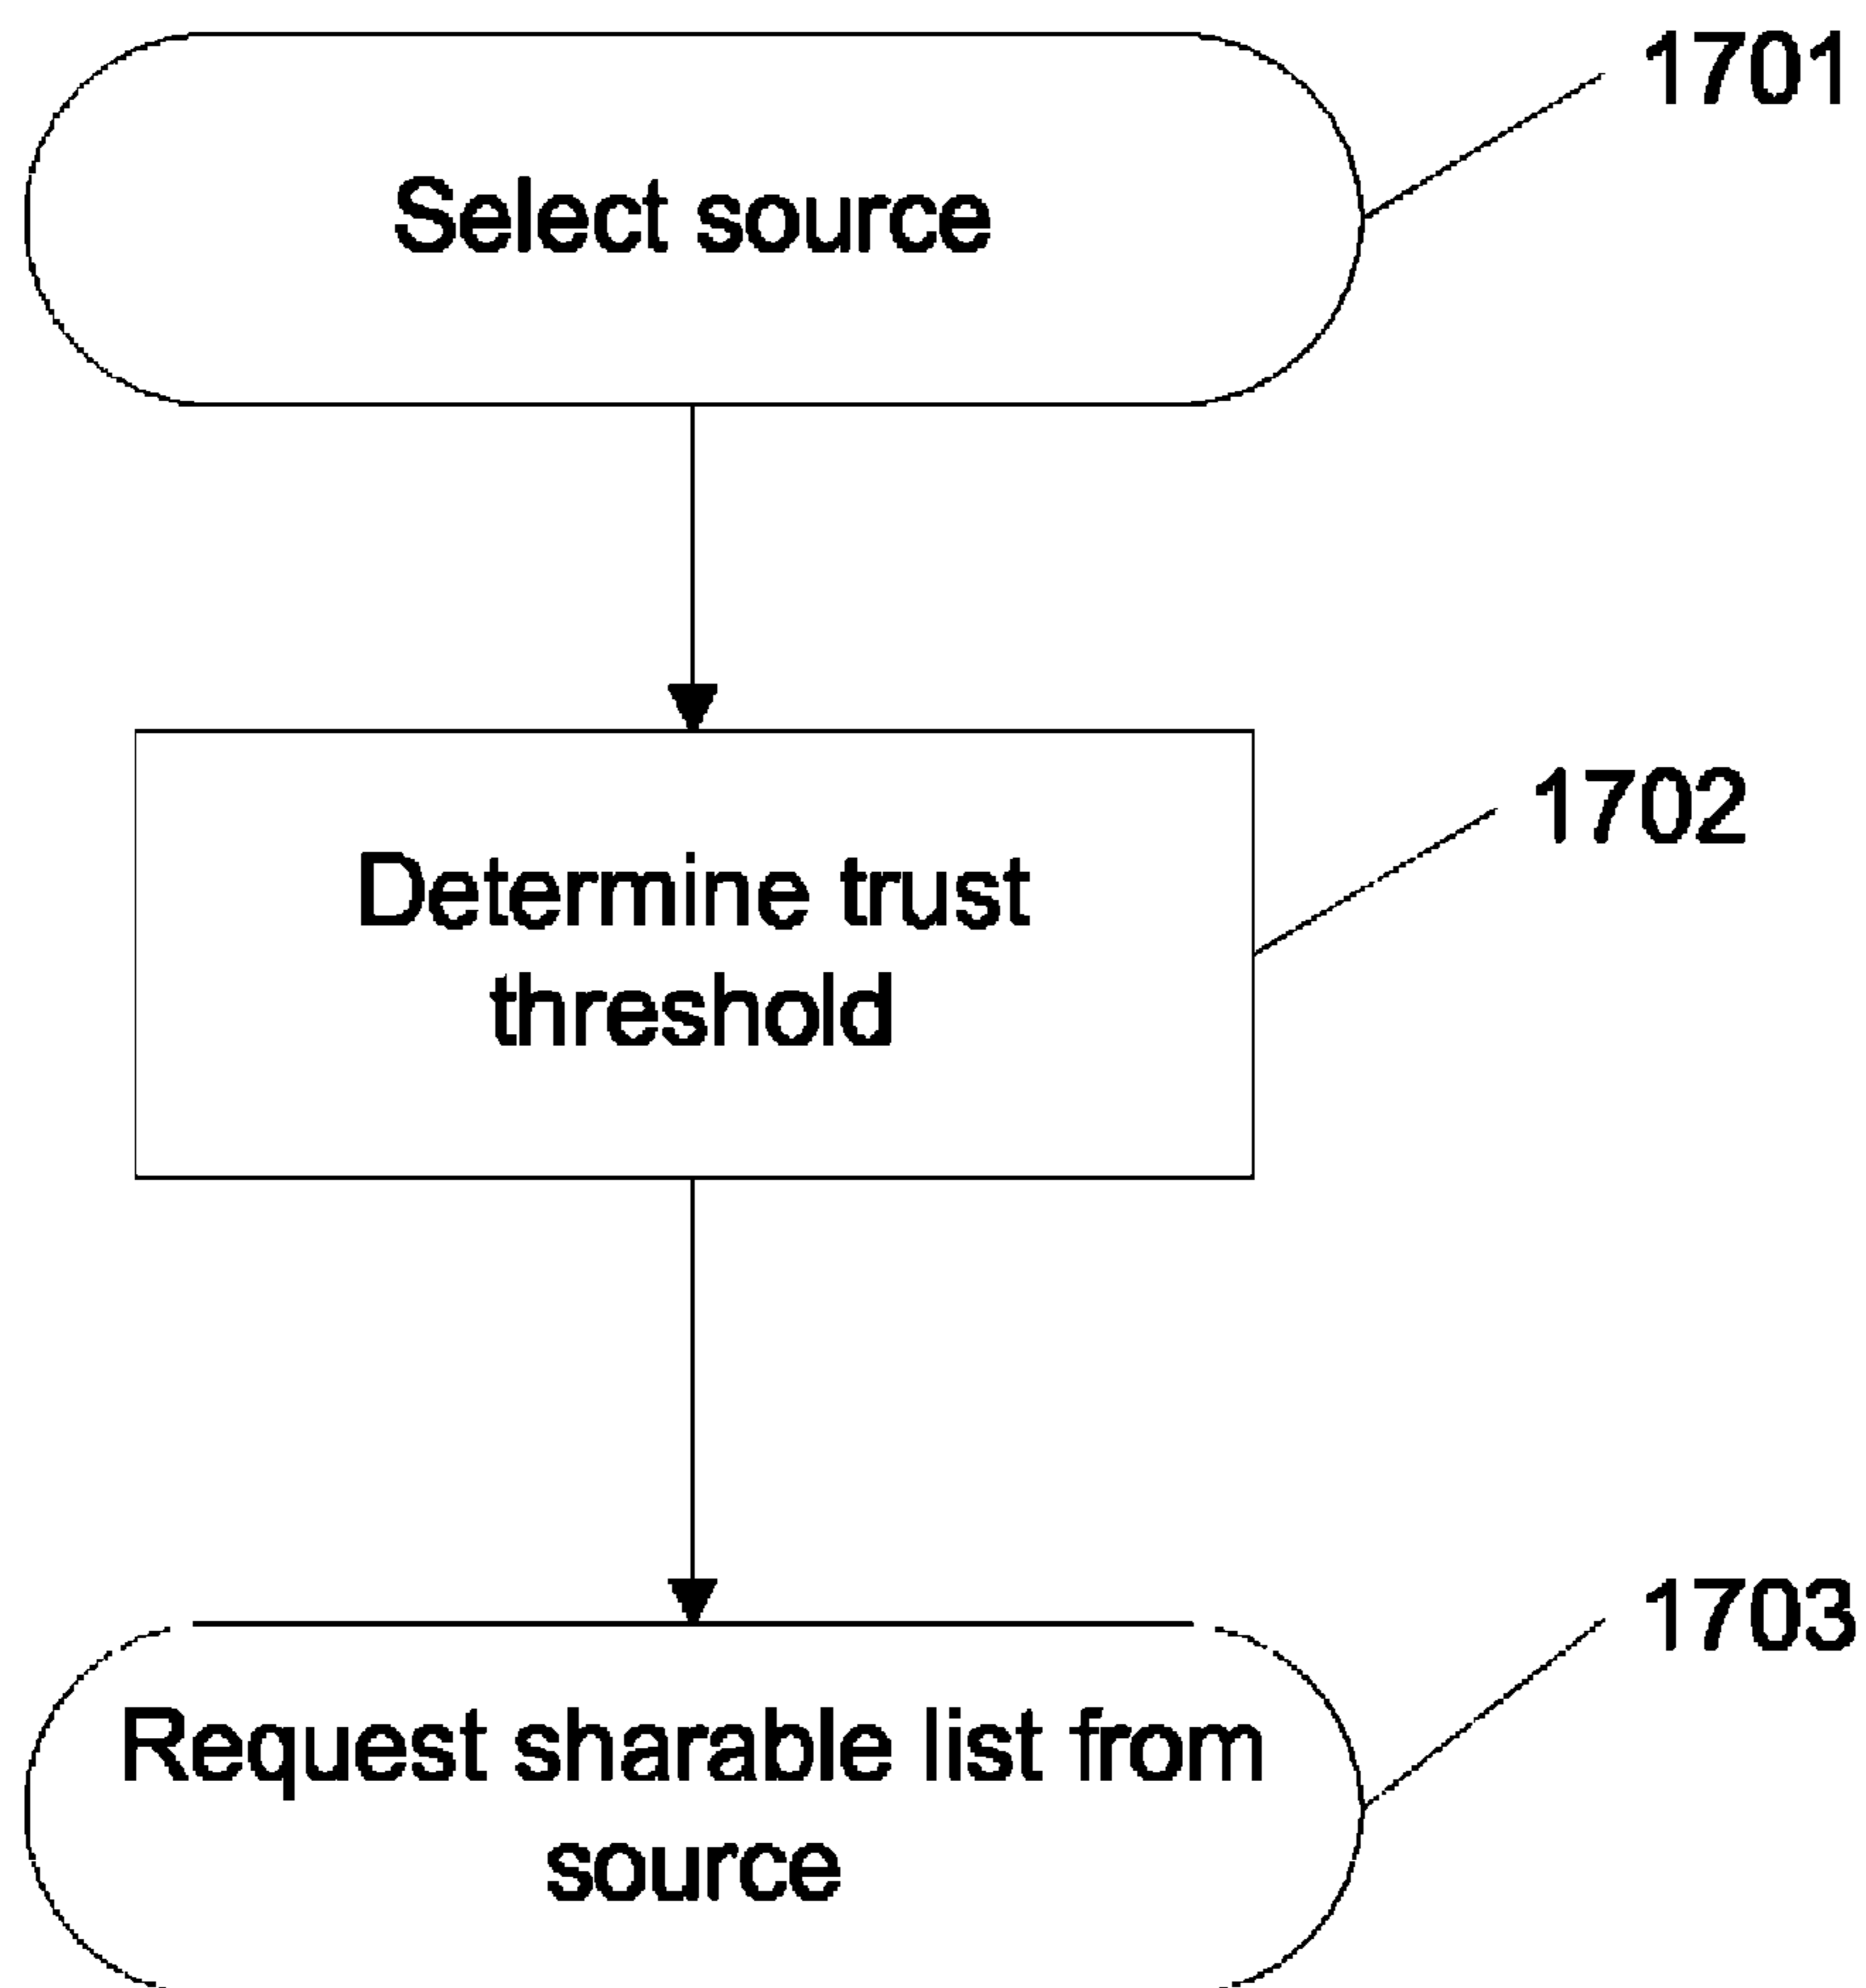 1701
Select source
1702
Determine trust
threshold
1703
Request sharable list from
source